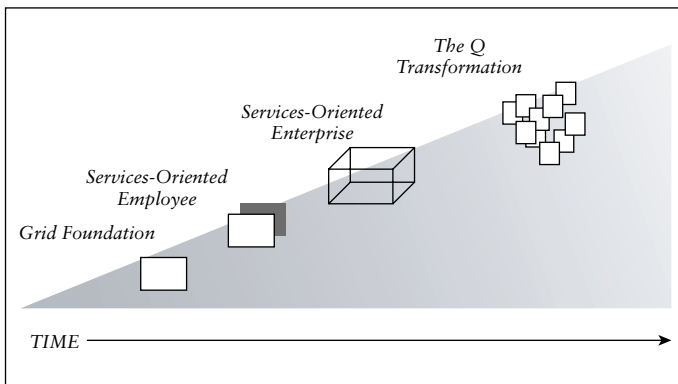 The Q
Transformation
Services-Oriented
Enterprise
Services-Oriented
Employee
Grid Foundation
TIME